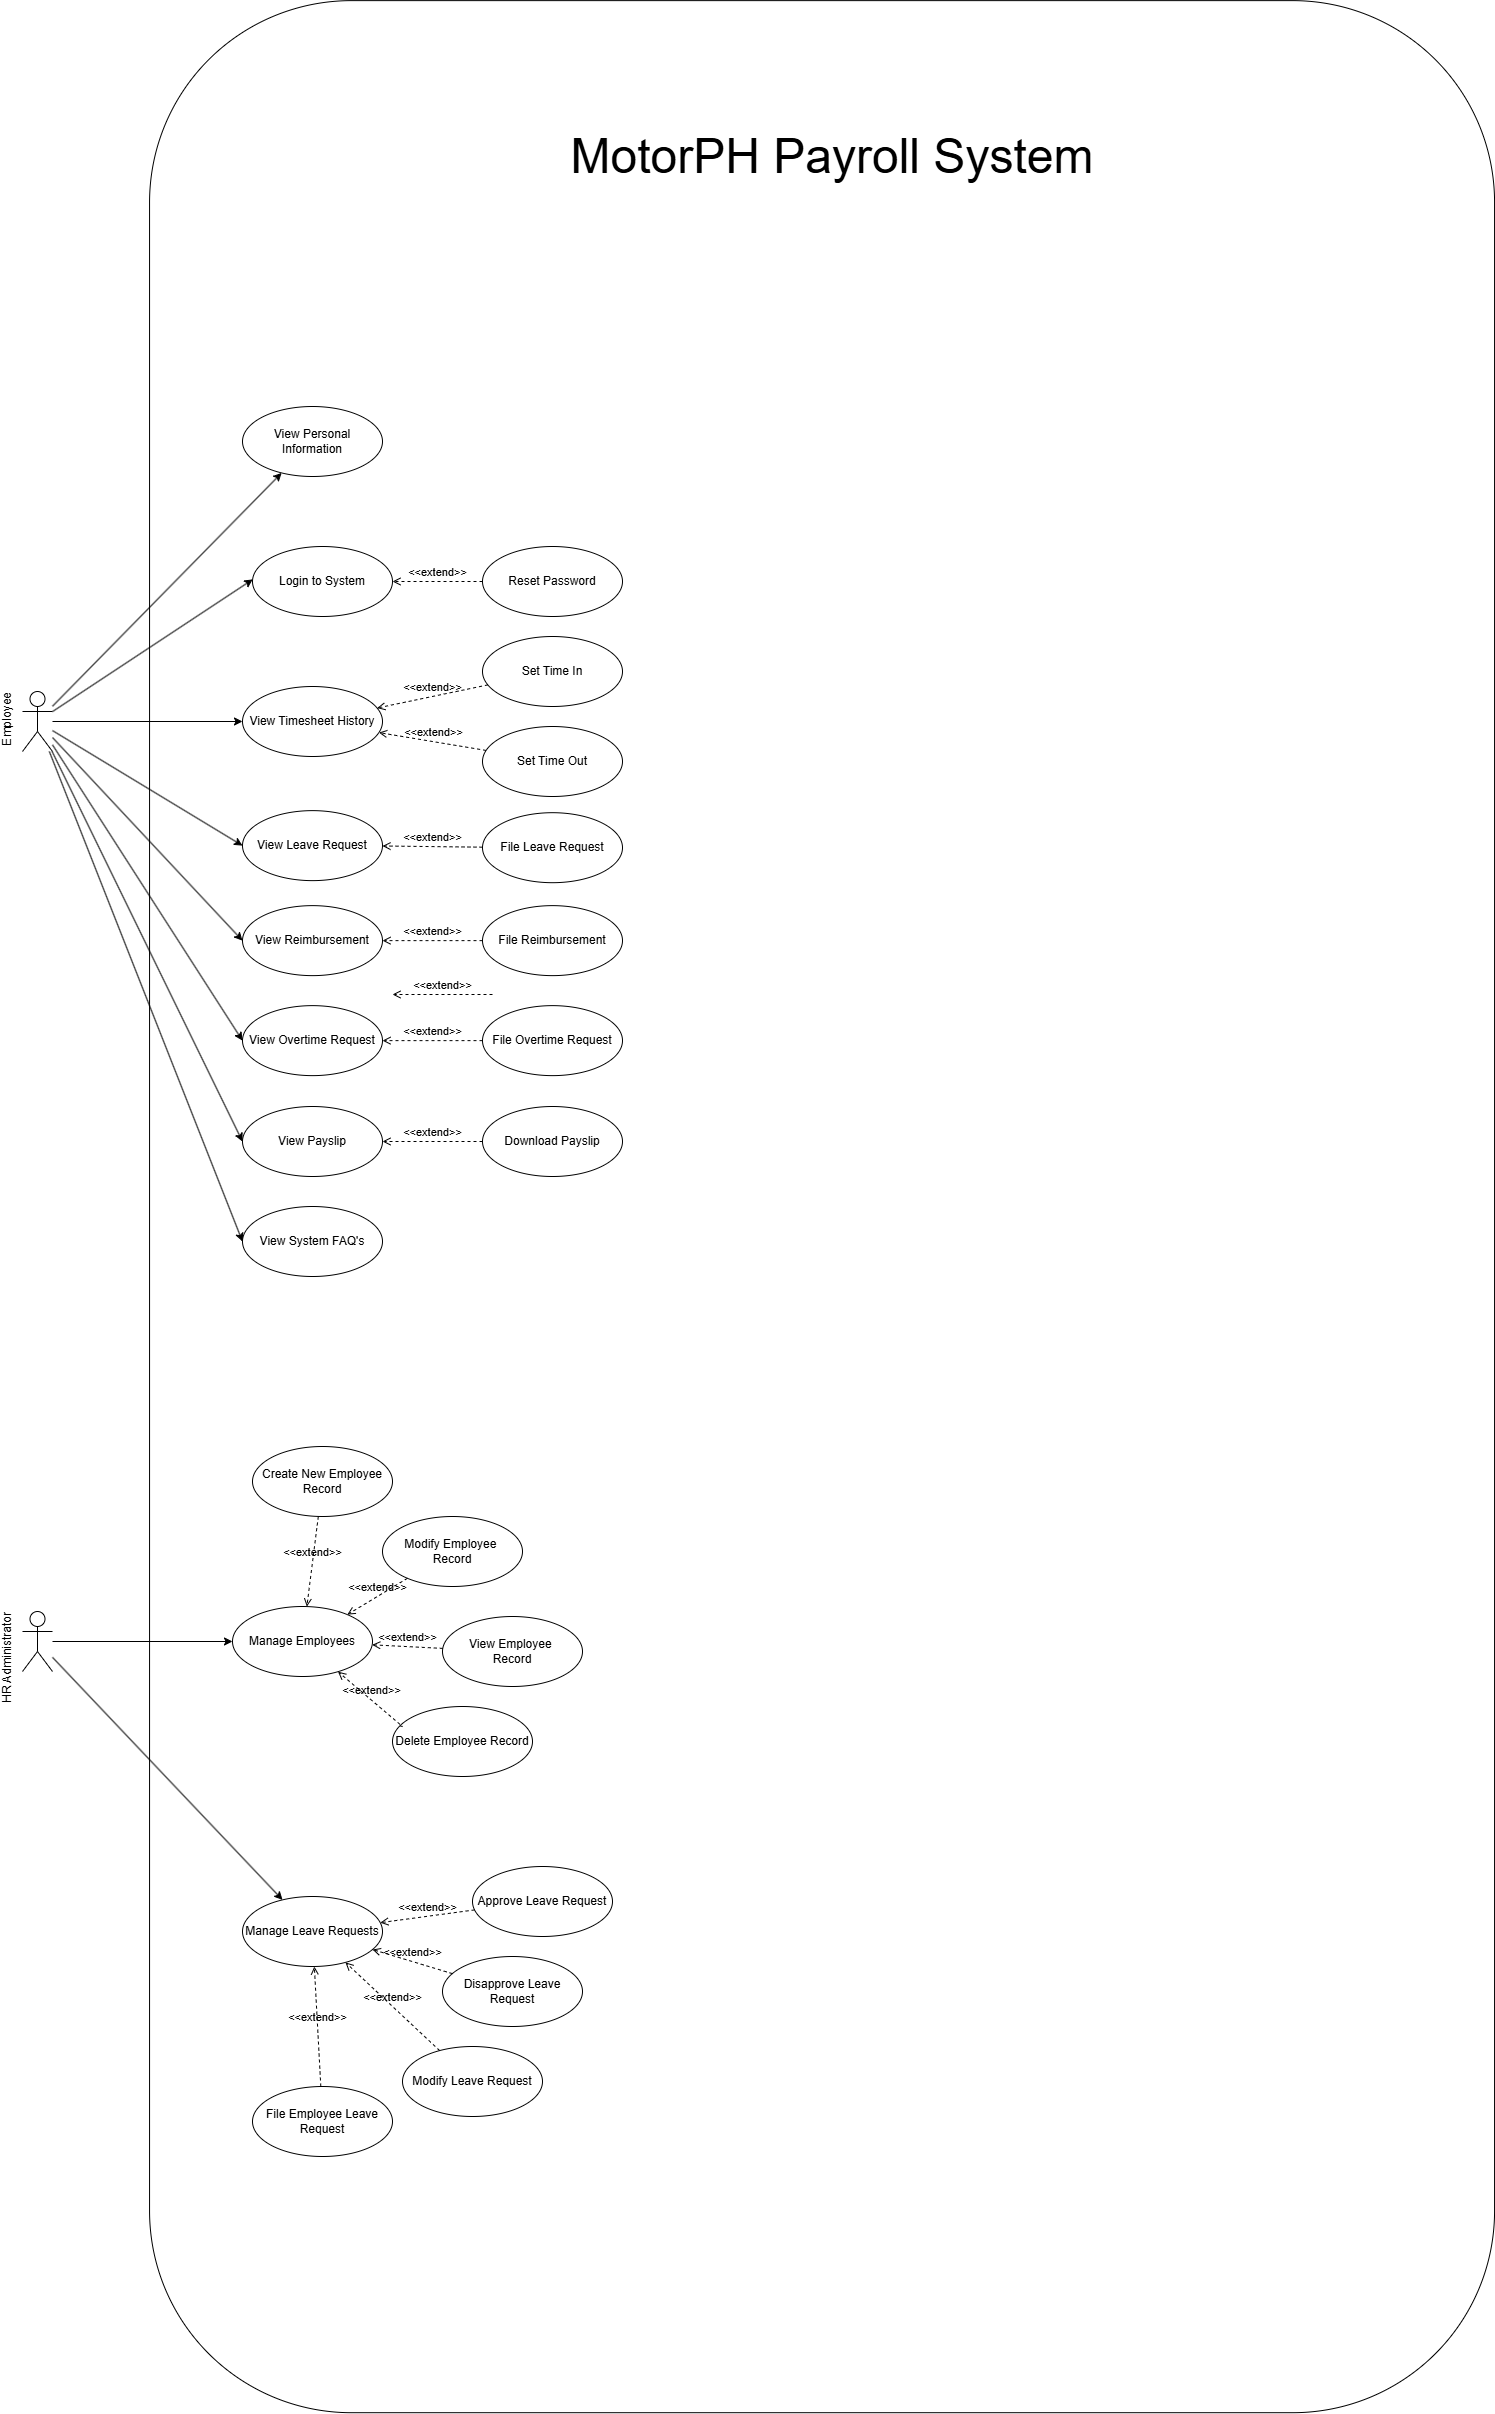 MotorPH Payroll System
View Personal
Information
Login to System
<<extend>>
Reset Password
Employee
View Timesheet History
<<extend>>
Set Time In
<<extend>>
Set Time Out
View Leave Request
<<extend>>
File Leave Request
View Reimbursement
<<extend>>
File Reimbursement
<<extend>>
View Overtime Request
<<extend>>
File Overtime Request
View Payslip
<<extend>>
Download Payslip
View System FAQ's
Create New Employee
Record
<<extend>>
Modify Employee
Record
<<extend>>
HR Administrator
Manage Employees
<<extend>>
View Employee
Record
<<extend>>
Delete Employee Record
Manage Leave Requests
<<extend>>
Approve Leave Request
<<extend>>
Disapprove Leave
Request
<<extend>>
Modify Leave Request
<<extend>>
File Employee Leave
Request